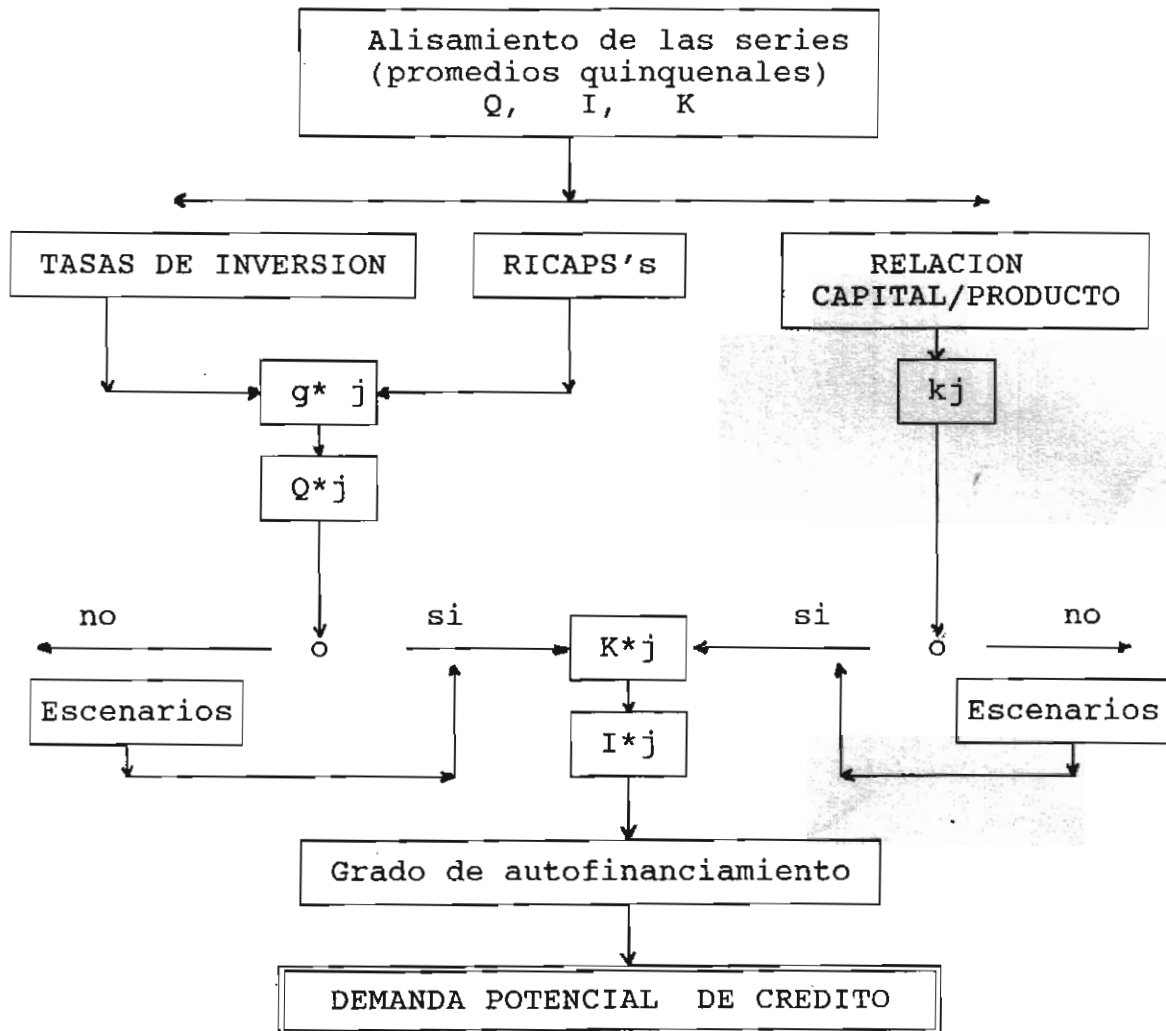 Alisamiento de las series
(promedios quinquenales)
Q, I, K
TASAS DE INVERSION
RICAPS's
RELACION
CAPITAL/PRODUCTO
g* j
kj
Q*j
no
o
si
K*j
si
o
no
Escenarios
I*j
Escenarios
Grado de autofinanciamiento
DEMANDA POTENCIAL DE CREDITO